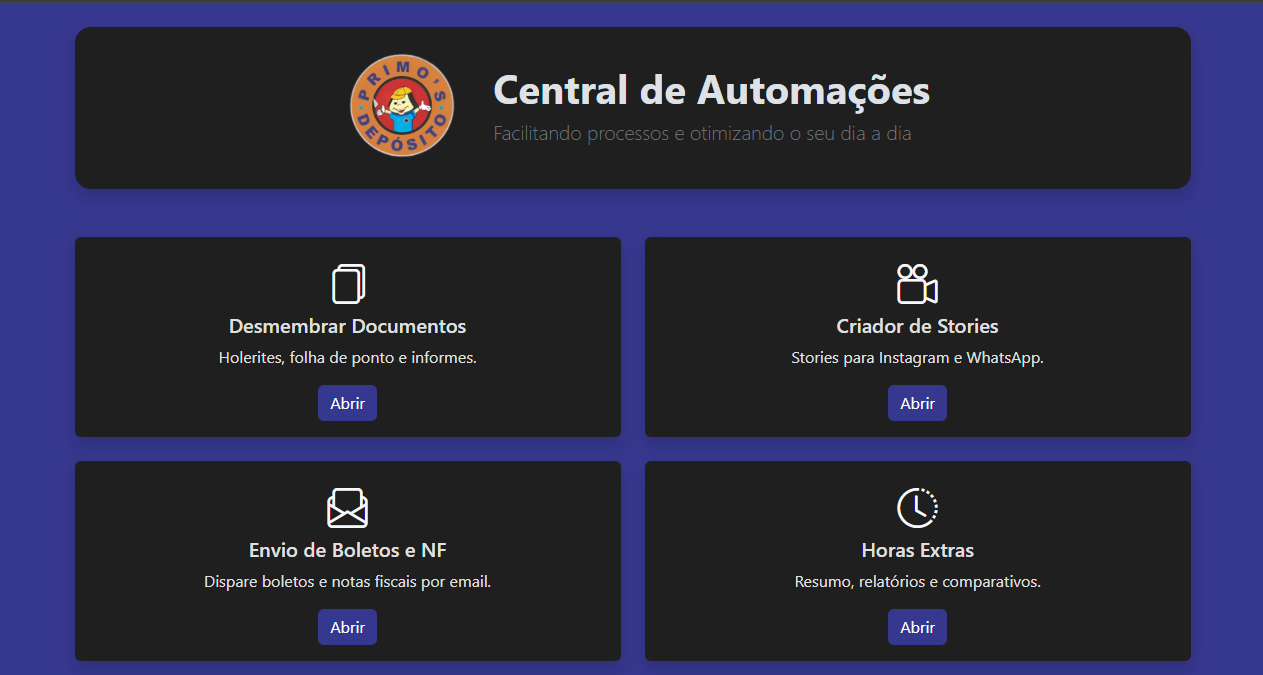 PRIMO'S
DEPÓSITO
Central de Automações
Facilitando processos e otimizando o seu dia a dia
Desmembrar Documentos
Holerites, folha de ponto e informes.
Abrir
Criador de Stories
Stories para Instagram e WhatsApp.
Abrir
Envio de Boletos e NF
Dispare boletos e notas fiscais por email.
Abrir
Horas Extras
Resumo, relatórios e comparativos.
Abrir